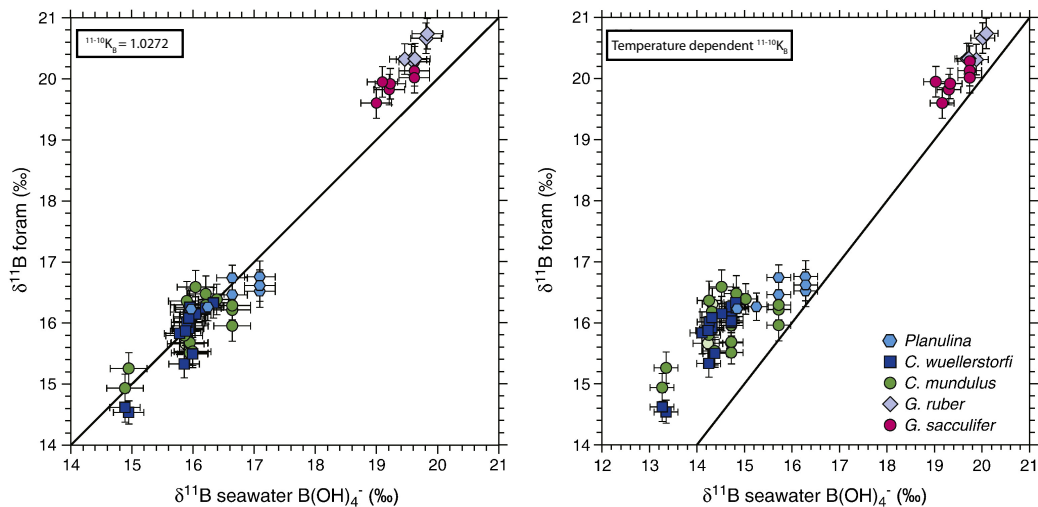 ¹¹⁻¹⁰K_B = 1.0272
21
20
19
18
17
16
15
14
δ¹¹B foram (‰)
14 15 16 17 18 19 20 21
δ¹¹B seawater B(OH)₄⁻ (‰)
Temperature dependent ¹¹⁻¹⁰K_B
21
20
19
18
17
16
15
14
δ¹¹B foram (‰)
Planulina
C. wuellerstorfi
C. mundulus
G. ruber
G. sacculifer
12 13 14 15 16 17 18 19 20 21
δ¹¹B seawater B(OH)₄⁻ (‰)